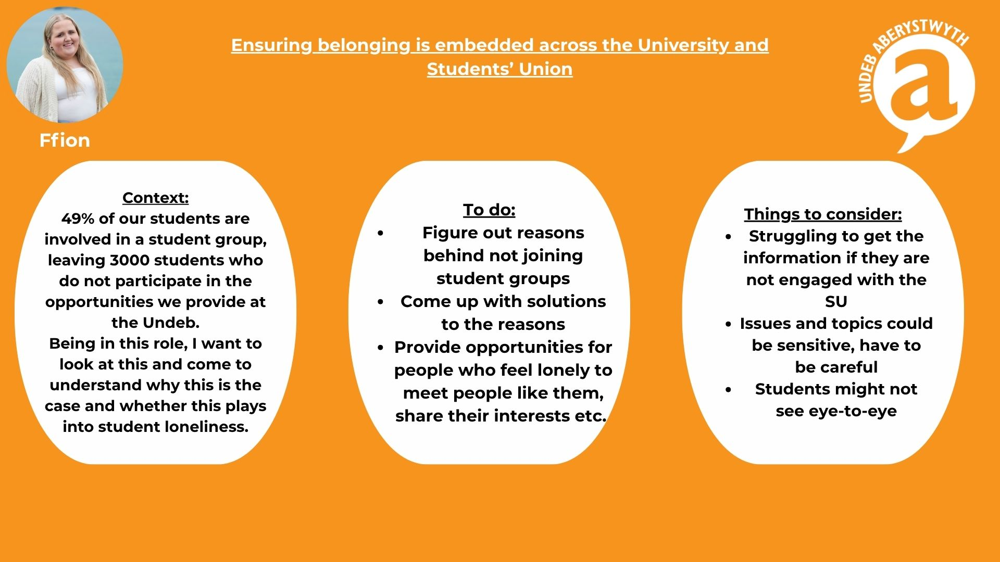 Ensuring belonging is embedded across the University and
Students’ Union
UNDEB ABERYSTWYTH
a
Ffion
Context:
49% of our students are
involved in a student group,
leaving 3000 students who
do not participate in the
opportunities we provide at
the Undeb.
Being in this role, I want to
look at this and come to
understand why this is the
case and whether this plays
into student loneliness.
To do:
• Figure out reasons
behind not joining
student groups
• Come up with solutions
to the reasons
• Provide opportunities for
people who feel lonely to
meet people like them,
share their interests etc.
Things to consider:
• Struggling to get the
information if they are
not engaged with the
SU
• Issues and topics could
be sensitive, have to
be careful
• Students might not
see eye-to-eye